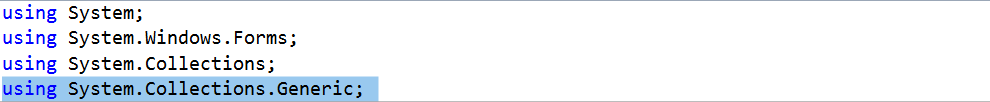 using System;
using System.Windows.Forms;
using System.Collections;
using System.Collections.Generic;